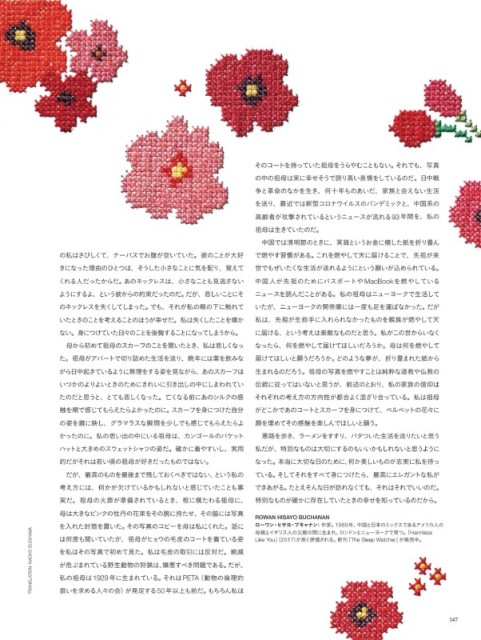 の私はさびしくて、ナーバスでお腹が空いていた。彼のことが大好
きになった理由のひとつは、そうした小さなことに気を配り、覚えて
くれる人だったからだ。あのネックレスは、小さなことも見逃さない
ようにするよ、という彼からの約束だったのだ。だが、悲しいことにそ
のネックレスを失くしてしまった。でも、それが私の喉の下に触れて
いたときのことを考えることのほうが幸せだ。私は失くしたことを嘆か
ない。身につけていた日々のことを後悔することになってしまうから。
母から初めて祖母のスカーフのことを聞いたとき、私は悲しくなっ
た。祖母がアパートで切り詰めた生活を送り、晩年には薬を飲みな
がら日中起きているように無理をする姿を見ながら、あのスカーフは
いつかのよりよいときのためにきれいに引き出しの中にしまわれてい
たのだと思うと、とても悲しくなった。亡くなる前にあのシルクの感
触を頬で感じてもらえたらよかったのに。スカーフを身につけた自分
の姿を鏡に映し、グラマラスな瞬間を少しでも感じてもらえたらよ
かったのに。私の思い出の中にいる祖母は、カンゴールのバケット
ハットと大きめのスウェットシャツの姿だ。確かに着やすいし、実用
的だがそれは若い頃の祖母が好きだったものではない。
だが、最高のものを最後まで残しておくべきではない、という私の
考え方には、何かが欠けているかもしれないと感じていたことも事
実だ。祖母の火葬が準備されているとき、棺に横たわる祖母に、
母は大きなピンクの牡丹の花束をその腕に持たせ、その脇には写真
を入れた封筒を置いた。その写真のコピーを母は私にくれた。話に
は何度も聞いていたが、祖母がヒョウの毛皮のコートを着ている姿
を私はその写真で初めて見た。私は毛皮の取引には反対だ。絶滅
が危ぶまれている野生動物の狩猟は、嫌悪すべき問題である。だが、
私の祖母は1929年に生まれている。それはPETA（動物の倫理的
扱いを求める人々の会）が発足する50年以上も前だ。もちろん私は
そのコートを持っていた祖母をうらやむこともない。それでも、写真
の中の祖母は実に幸せそうで誇り高い表情をしているのだ。日中戦
争と革命のなかを生き、何十年ものあいだ、家族と会えない生活
を送り、最近では新型コロナウイルスのパンデミックと、中国系の
高齢者が攻撃されているというニュースが流れる93年間を、私の
祖母は生きていたのだ。
中国では清明節のときに、冥銭というお金に模した紙を折り畳ん
で燃やす習慣がある。これを燃やして天に届けることで、先祖が来
世でもぜいたくな生活が送れるようにという願いが込められている。
中国人が先祖のためにパスポートやMacBookを燃やしている
ニュースを読んだことがある。私の祖母はニューヨークで生活して
いたが、ニューヨークの関帝廟には一度も足を運ばなかった。だが
私は、先祖が生前手に入れられなかったものを親族が燃やして天
に届ける、という考えは素敵なものだと思う。私がこの世からいなく
なったら、何を燃やして届けてほしいだろうか。母は何を燃やして
届けてほしいと願うだろうか。どのような夢が、折り畳まれた紙から
生まれるのだろう。祖母の写真を燃やすことは純粋な道教や仏教の
伝統に従ってはいないと思うが、前述のとおり、私の家族の信仰は
それぞれの考え方の方向性が都合よく混ざり合っている。私は祖母
がどこかであのコートとスカーフを身につけて、ベルベットの花々に
顔を埋めてその感触を楽しんでほしいと願う。
悪路を歩き、ラーメンをすすり、バタついた生活を送りたいと思う
私だが、特別なものは大切にするのもいいかもしれないと思うように
なった。本当に大切な日のために、何か美しいものが忠実に私を待っ
ている。そしてそれをすべて身につけたら、最高にエレガントな私が
できあがる。たとえそんな日が訪れなくても、それはそれでいいのだ。
特別なものが確かに存在していたときの幸せを知っているのだから。
ROWAN HISAYO BUCHANAN
ローワン・ヒサヨ・ブキャナン：作家。1989年、中国と日本のミックスであるアメリカ人の
母親とイギリス人の父親の間に生まれ、ロンドンとニューヨークで育つ。『Harmless
Like You』（2017）が高く評価される。新刊『The Sleep Watcher』が発売中。
TRANSLATION: NAOKO SUGIYAMA
147